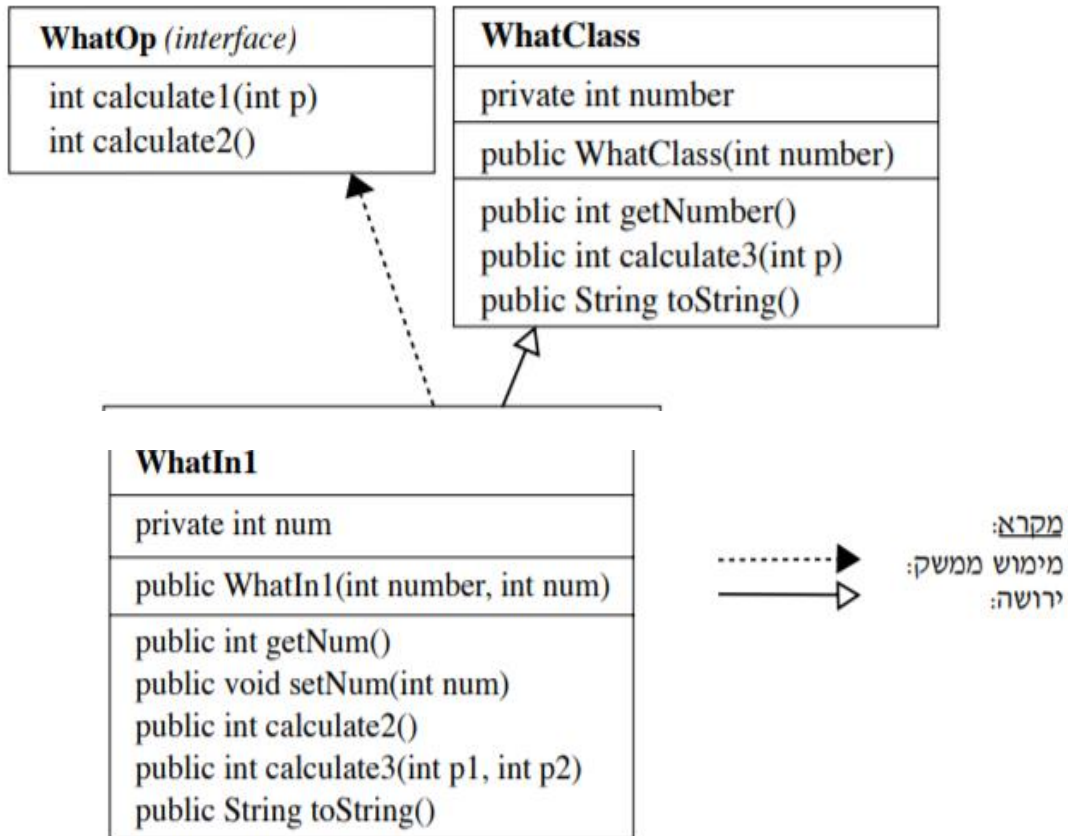 WhatOp (interface)
int calculate1(int p)
int calculate2()
WhatClass
private int number
public WhatClass(int number)
public int getNumber()
public int calculate3(int p)
public String toString()
WhatIn1
private int num
public WhatIn1(int number, int num)
public int getNum()
public void setNum(int num)
public int calculate2()
public int calculate3(int p1, int p2)
public String toString()
מקרא:
מימוש ממשק:
ירושה: